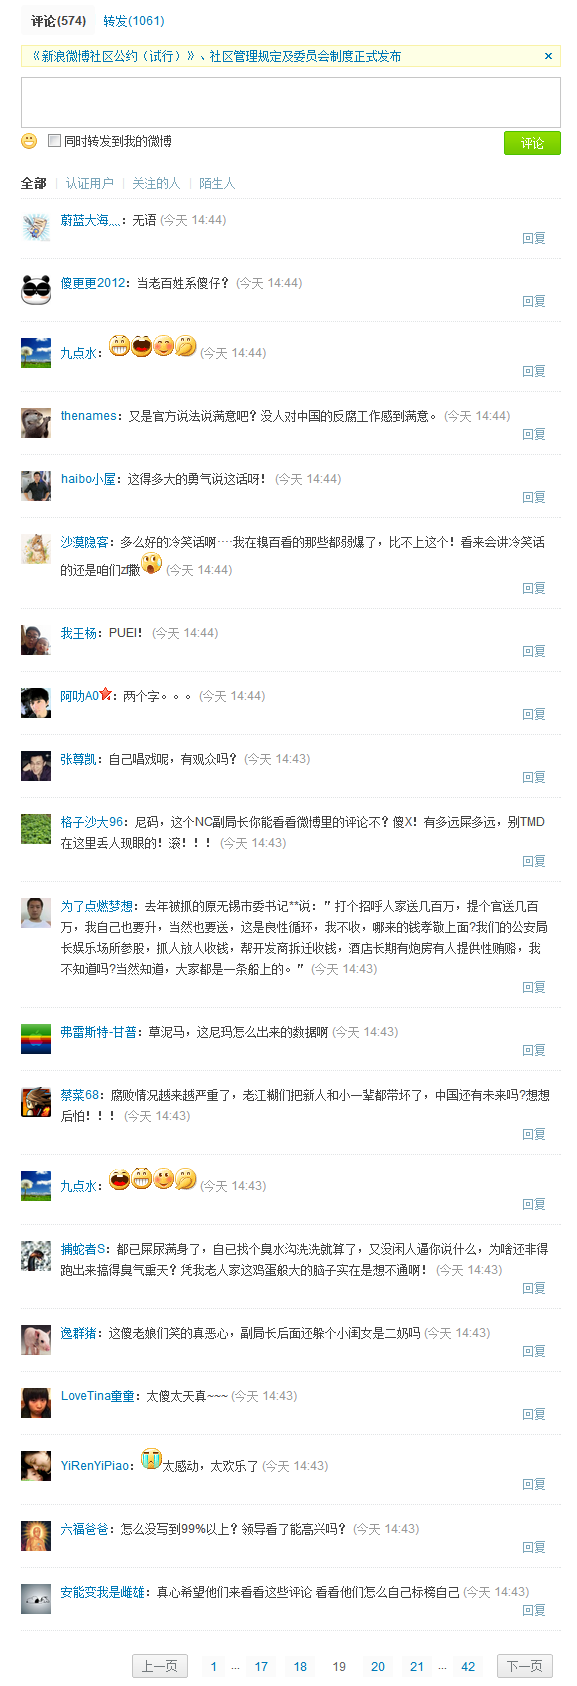 评论(574) 转发(1061)
《新浪微博社区公约（试行）》、社区管理规定及委员会制度正式发布 ×
同时转发到我的微博 评论
全部 认证用户 关注的人 陌生人
蔚蓝大海灬：无语 (今天 14:44)
回复
傻更更2012：当老百姓系傻仔？ (今天 14:44)
回复
九点水： (今天 14:44)
回复
thenames：又是官方说法说满意吧？没人对中国的反腐工作感到满意。 (今天 14:44)
回复
haibo小屋：这得多大的勇气说这话呀！ (今天 14:44)
回复
沙漠隐客：多么好的冷笑话啊····我在糗百看的那些都弱爆了，比不上这个！看来会讲冷笑话
的还是咱们zf撒 (今天 14:44)
回复
我王杨：PUEI！ (今天 14:44)
回复
阿叻A0：两个字。。。 (今天 14:44)
回复
张尊凯：自己唱戏呢，有观众吗？ (今天 14:43)
回复
格子沙大96：尼码，这个NC副局长你能看看微博里的评论不？傻X！有多远屎多远，别TMD
在这里丢人现眼的！滚！！！ (今天 14:43)
回复
为了点燃梦想：去年被抓的原无锡市委书记**说：＂打个招呼人家送几百万，提个官送几百
万，我自己也要升，当然也要送，这是良性循环，我不收，哪来的钱孝敬上面?我们的公安局
长娱乐场所参股，抓人放人收钱，帮开发商拆迁收钱，酒店长期有炮房有人提供性贿赂，我
不知道吗?当然知道，大家都是一条船上的。＂ (今天 14:43)
回复
弗雷斯特-甘普：草泥马，这尼玛怎么出来的数据啊 (今天 14:43)
回复
蔡菜68：腐败情况越来越严重了，老江糊们把新人和小一辈都带坏了，中国还有未来吗?想想
后怕！！！ (今天 14:43)
回复
九点水： (今天 14:43)
回复
捕蛇者S：都已屎尿满身了，自已找个臭水沟洗洗就算了，又没闲人逼你说什么，为啥还非得
跑出来搞得臭气重天？凭我老人家这鸡蛋般大的脑子实在是想不通啊！ (今天 14:43)
回复
逸群猪：这傻老娘们笑的真恶心，副局长后面还躲个小闺女是二奶吗 (今天 14:43)
回复
LoveTina童童：太傻太天真~~~ (今天 14:43)
回复
YiRenYiPiao：太感动，太欢乐了 (今天 14:43)
回复
六福爸爸：怎么没写到99%以上？领导看了能高兴吗？ (今天 14:43)
回复
安能变我是雌雄：真心希望他们来看看这些评论 看看他们怎么自己标榜自己 (今天 14:43)
回复
上一页 1 ... 17 18 19 20 21 ... 42 下一页